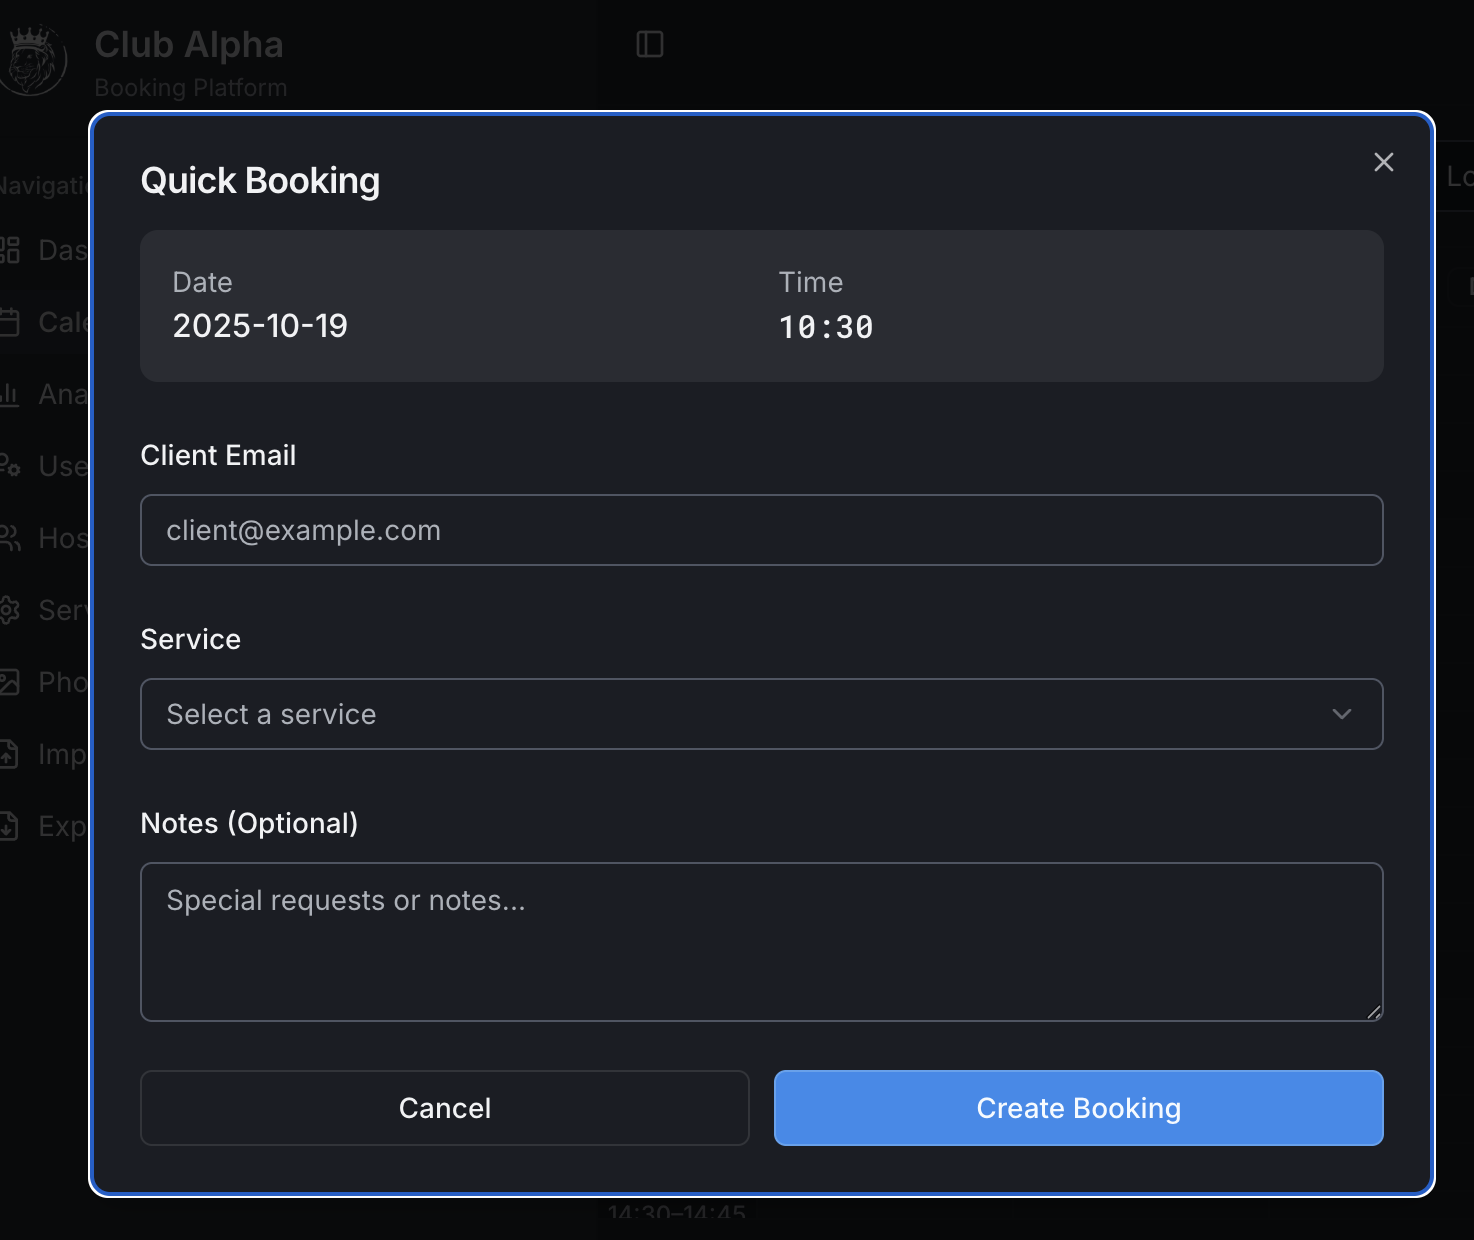 Club Alpha
Booking Platform
Quick Booking
Date
2025-10-19
Time
10:30
Client Email
client@example.com
Service
Select a service
Notes (Optional)
Special requests or notes...
Cancel
Create Booking
Navigati
Das
Cale
Ana
Use
Hos
Serv
Pho
Imp
Exp
Lo
14:30–14:45